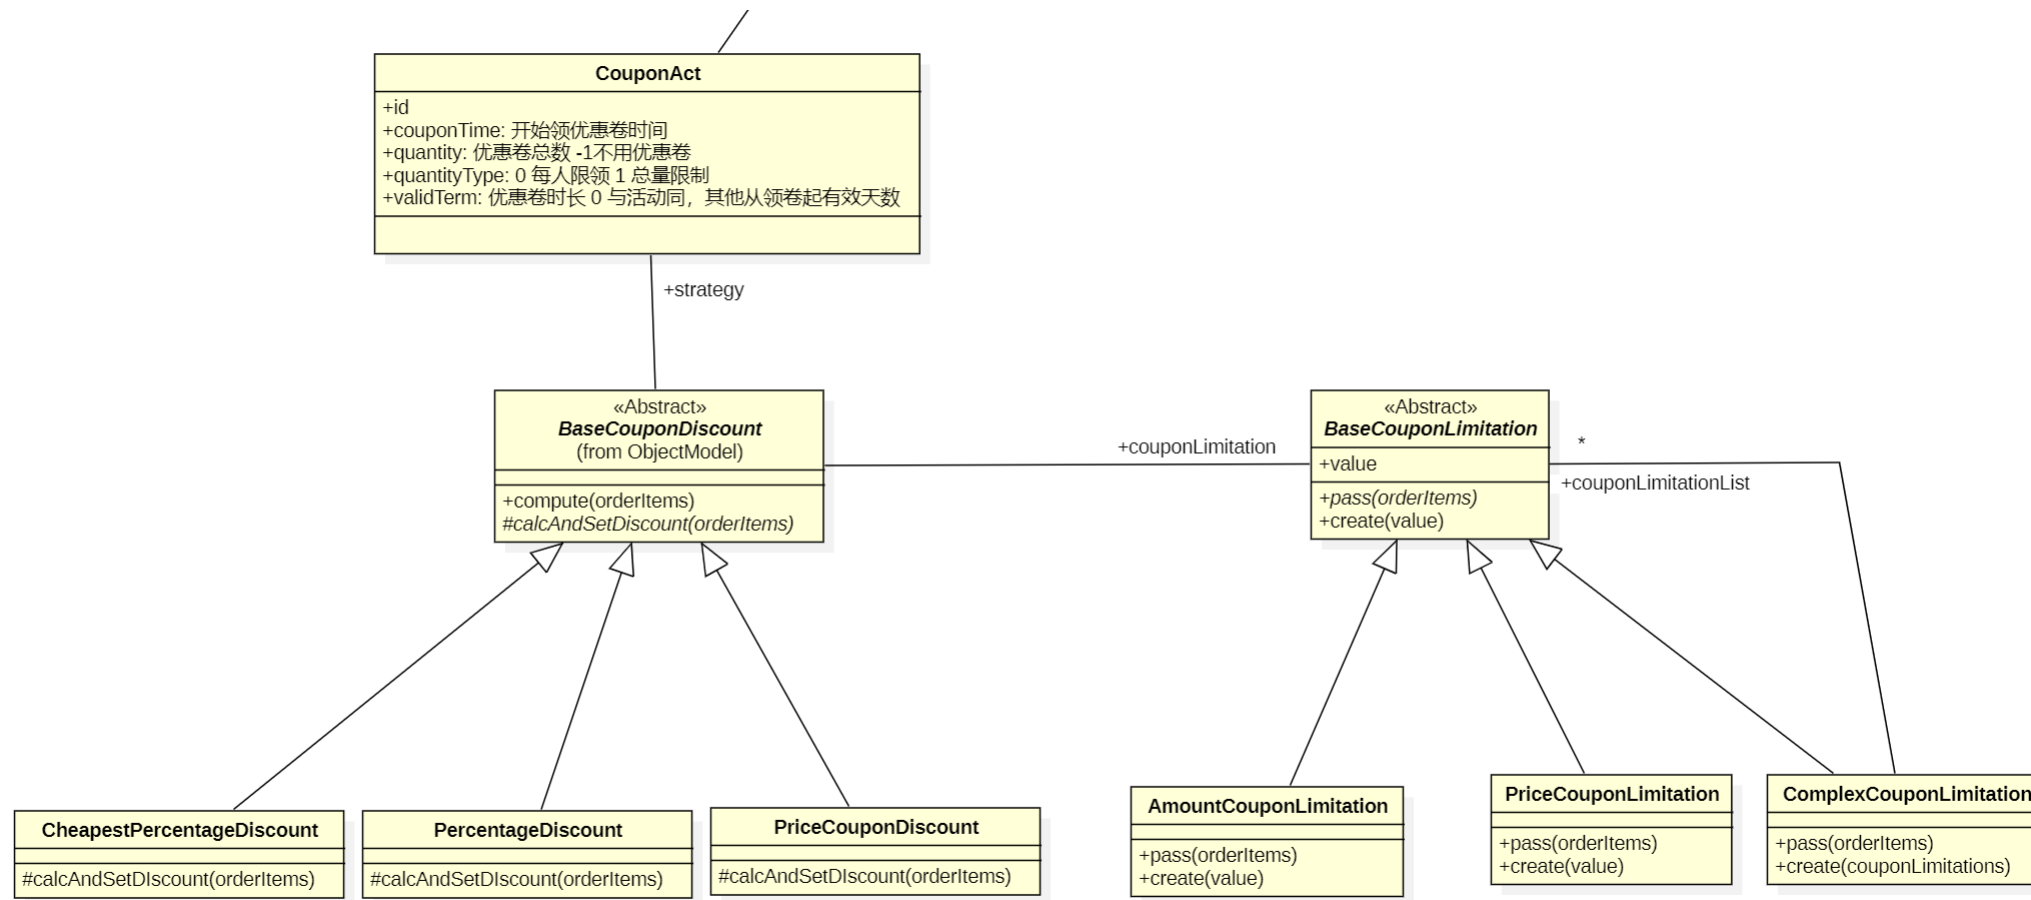 CouponAct
+id
+couponTime: 开始领优惠卷时间
+quantity: 优惠卷总数 -1不用优惠卷
+quantityType: 0 每人限领 1 总量限制
+validTerm: 优惠卷时长 0 与活动同，其他从领卷起有效天数
+strategy
«Abstract»
BaseCouponDiscount
(from ObjectModel)
+compute(orderItems)
#calcAndSetDiscount(orderItems)
+couponLimitation
«Abstract»
BaseCouponLimitation
+value
+pass(orderItems)
+create(value)
*
+couponLimitationList
CheapestPercentageDiscount
#calcAndSetDIscount(orderItems)
PercentageDiscount
#calcAndSetDIscount(orderItems)
PriceCouponDiscount
#calcAndSetDIscount(orderItems)
AmountCouponLimitation
+pass(orderItems)
+create(value)
PriceCouponLimitation
+pass(orderItems)
+create(value)
ComplexCouponLimitation
+pass(orderItems)
+create(couponLimitations)